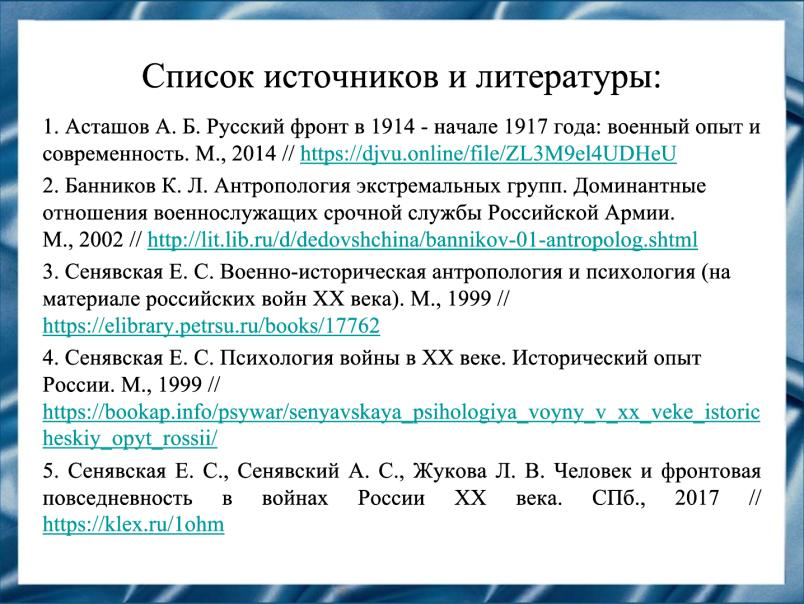 Список источников и литературы:
1. Асташов А. Б. Русский фронт в 1914 - начале 1917 года: военный опыт и
современность. М., 2014 // https://djvu.online/file/ZL3M9el4UDHeU
2. Банников К. Л. Антропология экстремальных групп. Доминантные
отношения военнослужащих срочной службы Российской Армии.
М., 2002 // http://lit.lib.ru/d/dedovshchina/bannikov-01-antropolog.shtml
3. Сенявская Е. С. Военно-историческая антропология и психология (на
материале российских войн XX века). М., 1999 //
https://elibrary.petrsu.ru/books/17762
4. Сенявская Е. С. Психология войны в XX веке. Исторический опыт
России. М., 1999 //
https://bookap.info/psywar/senyavskaya_psihologiya_voyny_v_xx_veke_istoric
heskiy_opyt_rossii/
5. Сенявская Е. С., Сенявский А. С., Жукова Л. В. Человек и фронтовая
повседневность в войнах России XX века. СПб., 2017 //
https://klex.ru/1ohm